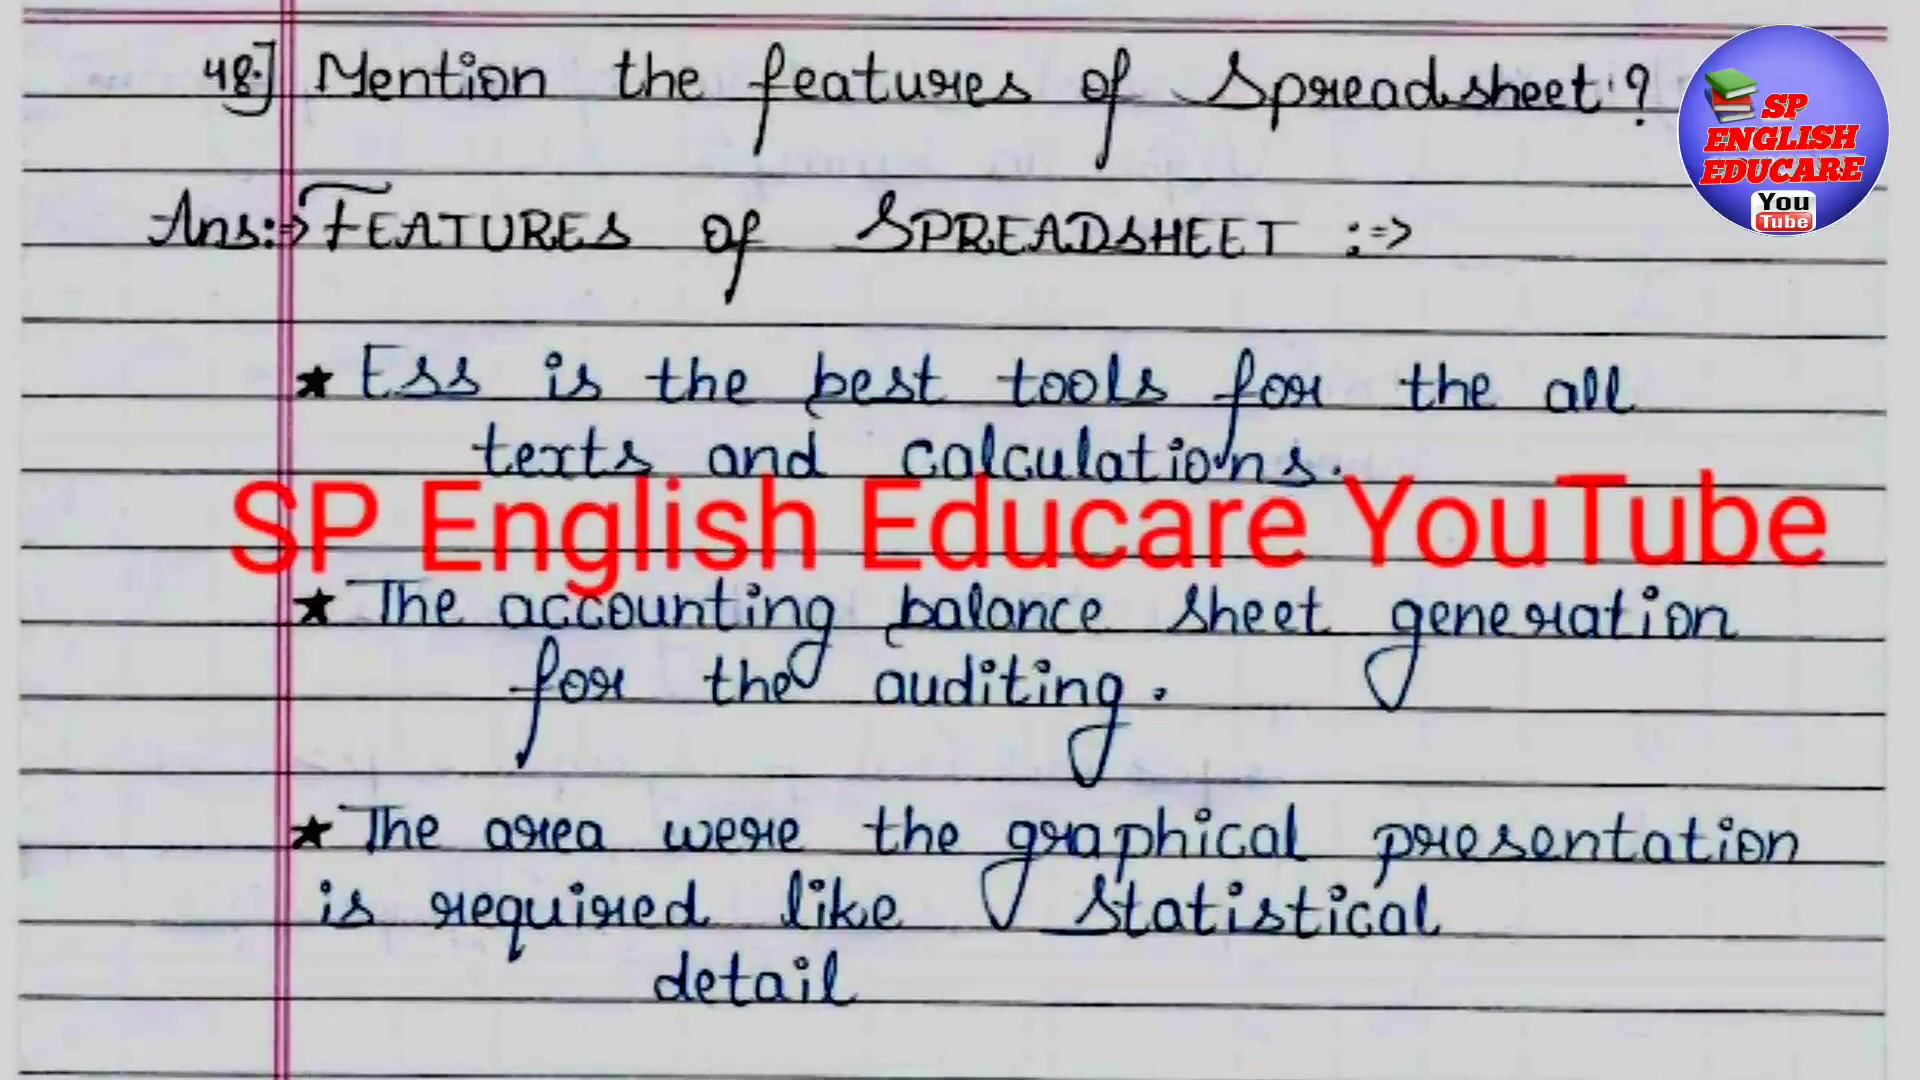 48.] Mention the features of Spreadsheet.?
SP
ENGLISH
EDUCARE
You
Tube
Ans:⇒ FEATURES of SPREADSHEET :⇒
★ Ess is the best tools for the all
texts and calculations.
SP English Educare YouTube
★ The accounting balance sheet generation
for the auditing.
★ The area were the graphical presentation
is required like statistical
detail